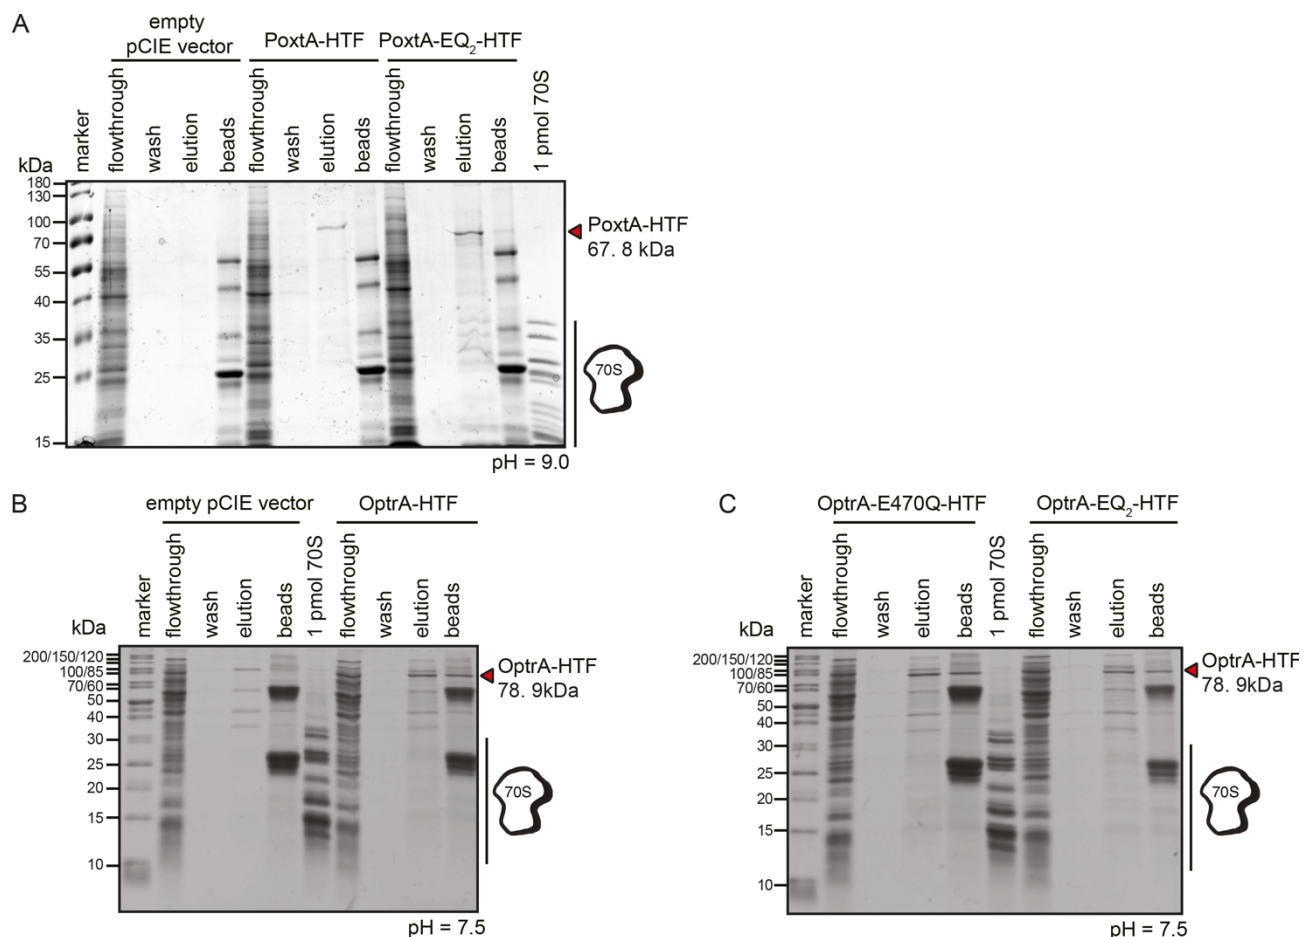 A
empty
pCIE vector
PoxtA-HTF
PoxtA-EQ2-HTF
kDa
marker
flowthrough
wash
elution
beads
flowthrough
wash
elution
beads
flowthrough
wash
elution
beads
1 pmol 70S
180
130
100
70
55
40
35
25
15
PoxtA-HTF
67. 8 kDa
70S
pH = 9.0
B
empty pCIE vector
OptrA-HTF
kDa
marker
flowthrough
wash
elution
beads
1 pmol 70S
flowthrough
wash
elution
beads
200/150/120
100/85
70/60
50
40
30
25
20
15
10
OptrA-HTF
78. 9kDa
70S
pH = 7.5
C
OptrA-E470Q-HTF
OptrA-EQ2-HTF
kDa
marker
flowthrough
wash
elution
beads
1 pmol 70S
flowthrough
wash
elution
beads
200/150/120
100/85
70/60
50
40
30
25
20
15
10
OptrA-HTF
78. 9kDa
70S
pH = 7.5